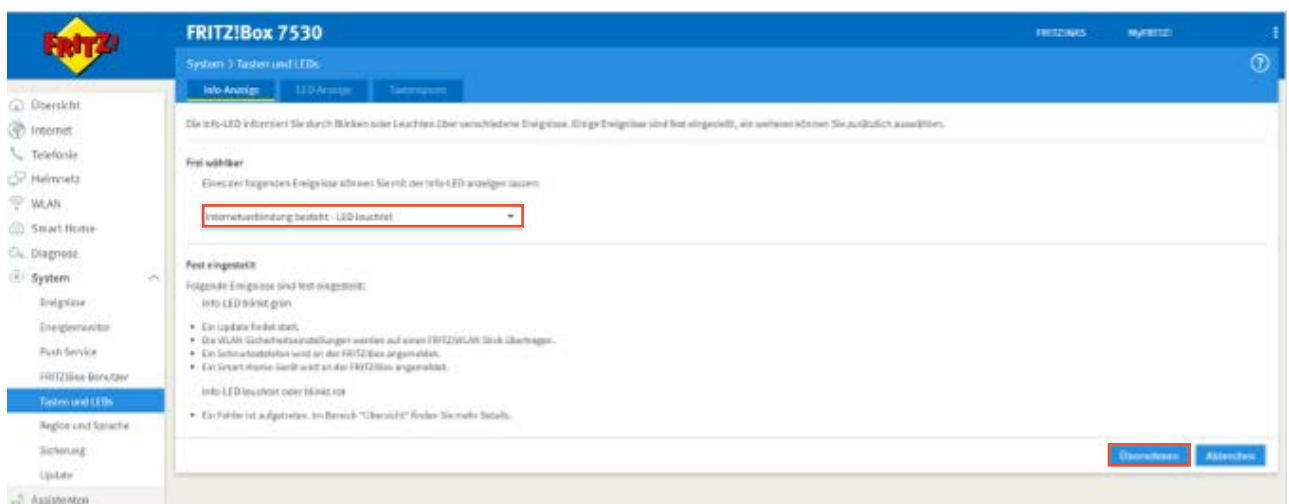 FRITZ!
FRITZ!Box 7530
FRITZ!NAS
MyFRITZ!
System > Tasten und LEDs
Info-Anzeige
LED-Anzeige
Tastensperre
Übersicht
Internet
Telefonie
Heimnetz
WLAN
Smart Home
Diagnose
System
Ereignisse
Energiemonitor
Push Service
FRITZ!Box-Benutzer
Tasten und LEDs
Region und Sprache
Sicherung
Update
Assistenten
Die Info-LED informiert Sie durch Blinken oder Leuchten über verschiedene Ereignisse. Einige Ereignisse sind fest eingestellt, ein weiteres können Sie zusätzlich auswählen.
Frei wählbar
Eines der folgenden Ereignisse können Sie mit der Info-LED anzeigen lassen:
Internetverbindung besteht - LED leuchtet
Fest eingestellt
Folgende Ereignisse sind fest eingestellt:
Info-LED blinkt grün
• Ein Update findet statt.
• Die WLAN-Sicherheitseinstellungen werden auf einen FRITZ!WLAN Stick übertragen.
• Ein Schnurlostelefon wird an der FRITZ!Box angemeldet.
• Ein Smart-Home-Gerät wird an der FRITZ!Box angemeldet.
Info-LED leuchtet oder blinkt rot
• Ein Fehler ist aufgetreten. Im Bereich "Übersicht" finden Sie mehr Details.
Übernehmen
Abbrechen